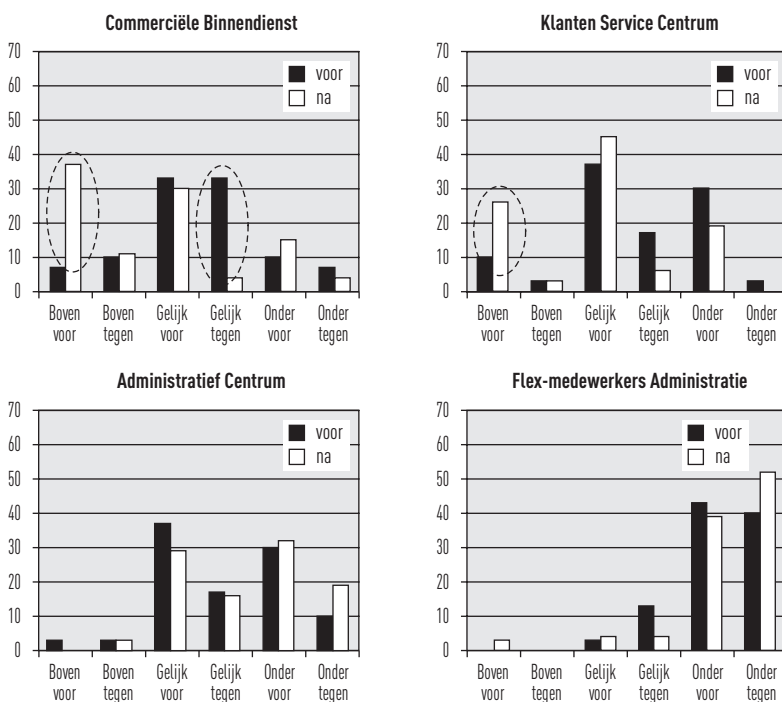 Commerciële Binnendienst
70
60
50
40
30
20
10
0
voor
na
Boven voor
Boven tegen
Gelijk voor
Gelijk tegen
Onder voor
Onder tegen
Klanten Service Centrum
70
60
50
40
30
20
10
0
voor
na
Boven voor
Boven tegen
Gelijk voor
Gelijk tegen
Onder voor
Onder tegen
Administratief Centrum
70
60
50
40
30
20
10
0
voor
na
Boven voor
Boven tegen
Gelijk voor
Gelijk tegen
Onder voor
Onder tegen
Flex-medewerkers Administratie
70
60
50
40
30
20
10
0
voor
na
Boven voor
Boven tegen
Gelijk voor
Gelijk tegen
Onder voor
Onder tegen